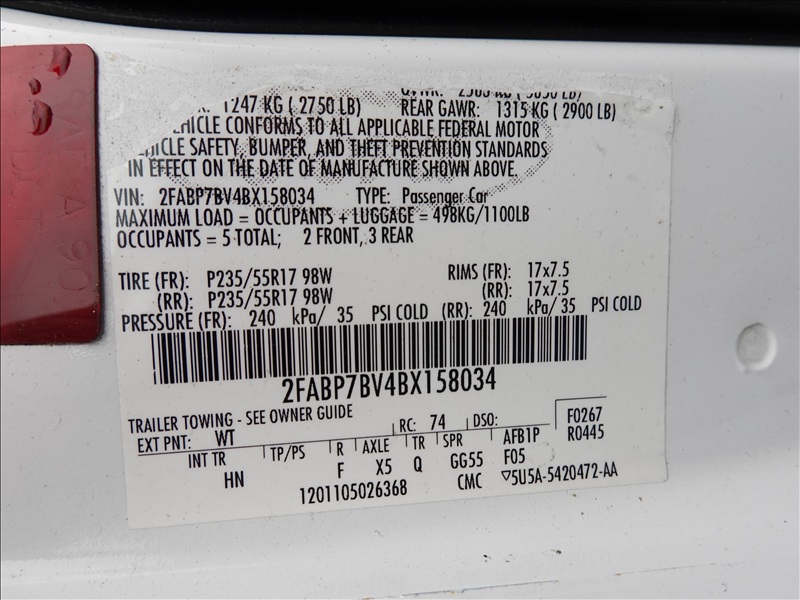 1247 KG ( 2750 LB) REAR GAWR: 1315 KG ( 2900 LB)
CONFORMS TO ALL APPLICABLE FEDERAL MOTOR
VEHICLE SAFETY, BUMPER, AND THEFT PREVENTION STANDARDS
IN EFFECT ON THE DATE OF MANUFACTURE SHOWN ABOVE.
VIN: 2FABP7BV4BX158034 TYPE: Passenger Car
MAXIMUM LOAD = OCCUPANTS + LUGGAGE = 498KG/1100LB
OCCUPANTS = 5 TOTAL; 2 FRONT, 3 REAR
TIRE (FR): P235/55R17 98W RIMS (FR): 17x7.5
(RR): P235/55R17 98W (RR): 17x7.5
PRESSURE (FR): 240 kPa/ 35 PSI COLD (RR): 240 kPa/ 35 PSI COLD
2FABP7BV4BX158034
TRAILER TOWING - SEE OWNER GUIDE
EXT PNT: WT RC: 74 DSO: F0267
R0445
INT TR TP/PS R AXLE TR SPR AFB1P
HN F X5 Q GG55 F05
1201105026368 CMC ▽5U5A-5420472-AA